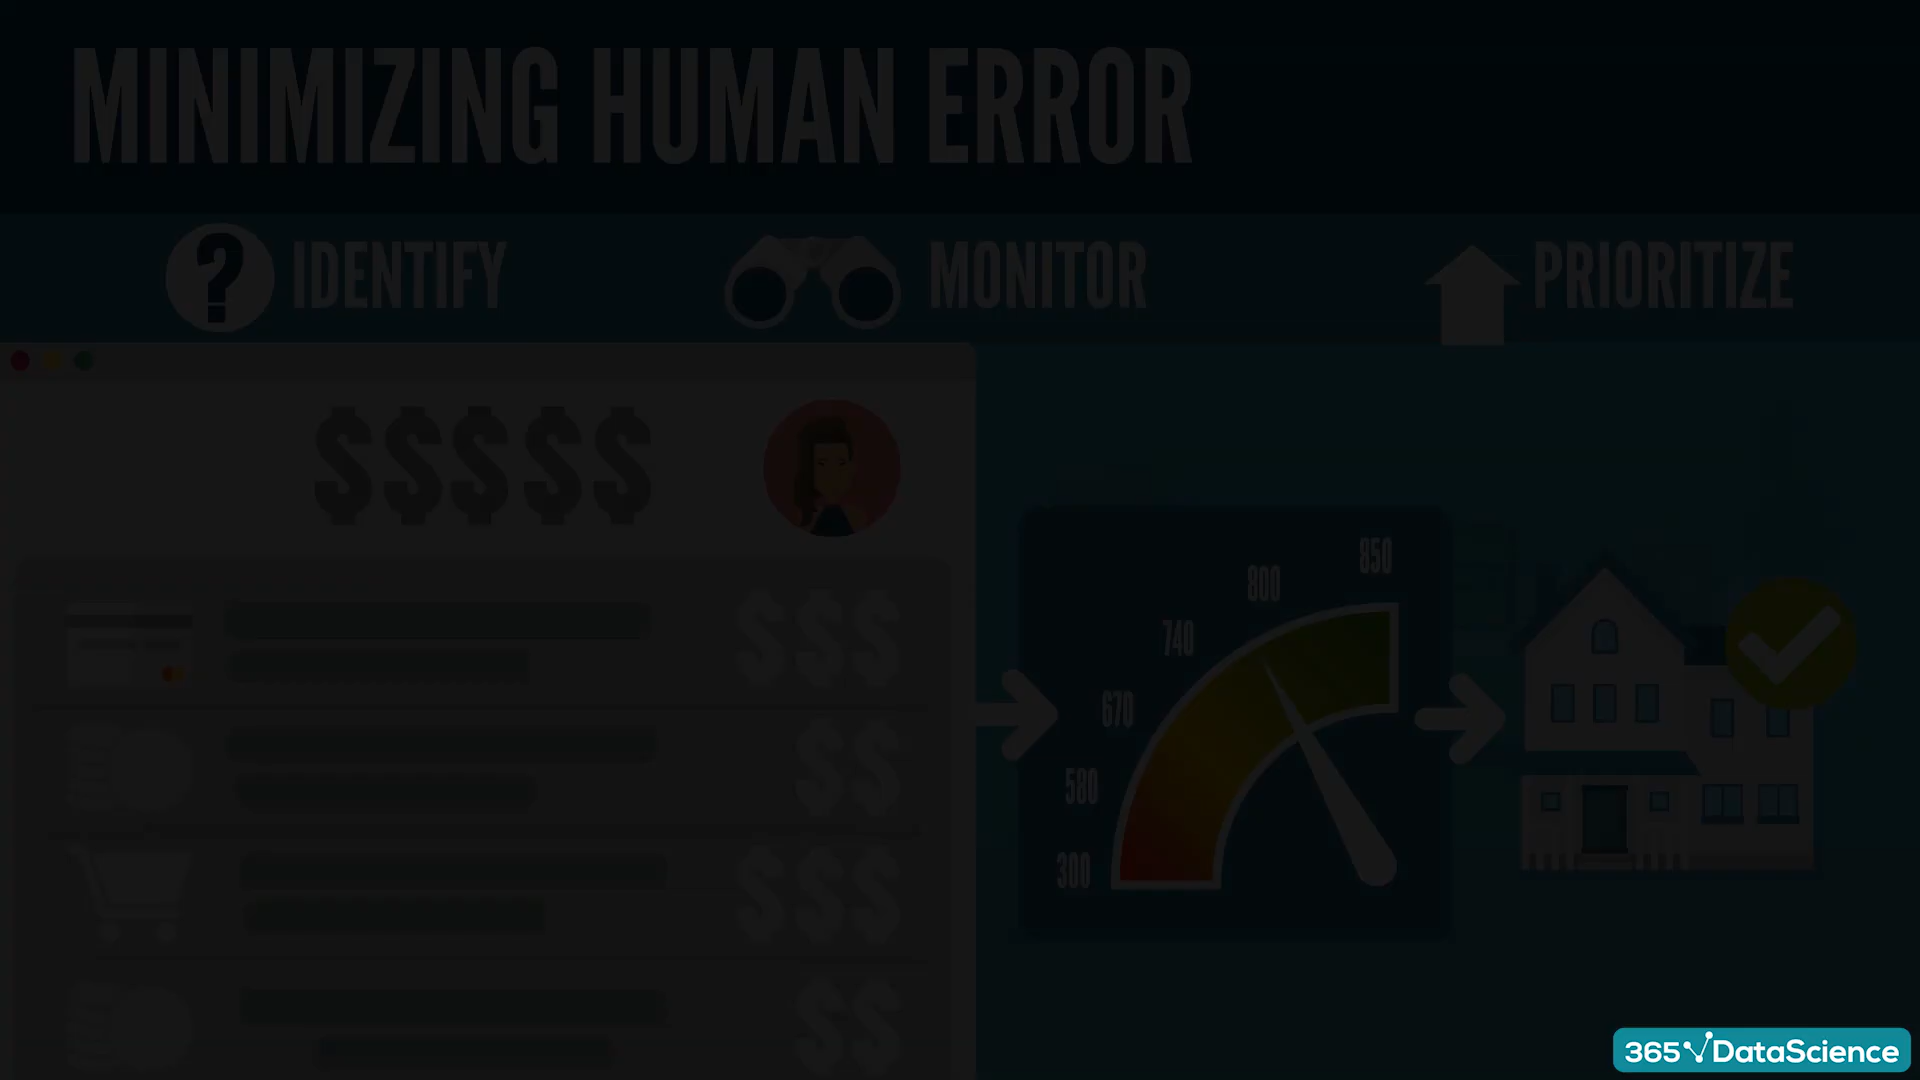 MINIMIZING HUMAN ERROR
?
IDENTIFY
MONITOR
PRIORITIZE
$$$$$
$$$
$$
$$$
$$
850
800
740
670
580
300
365 DataScience